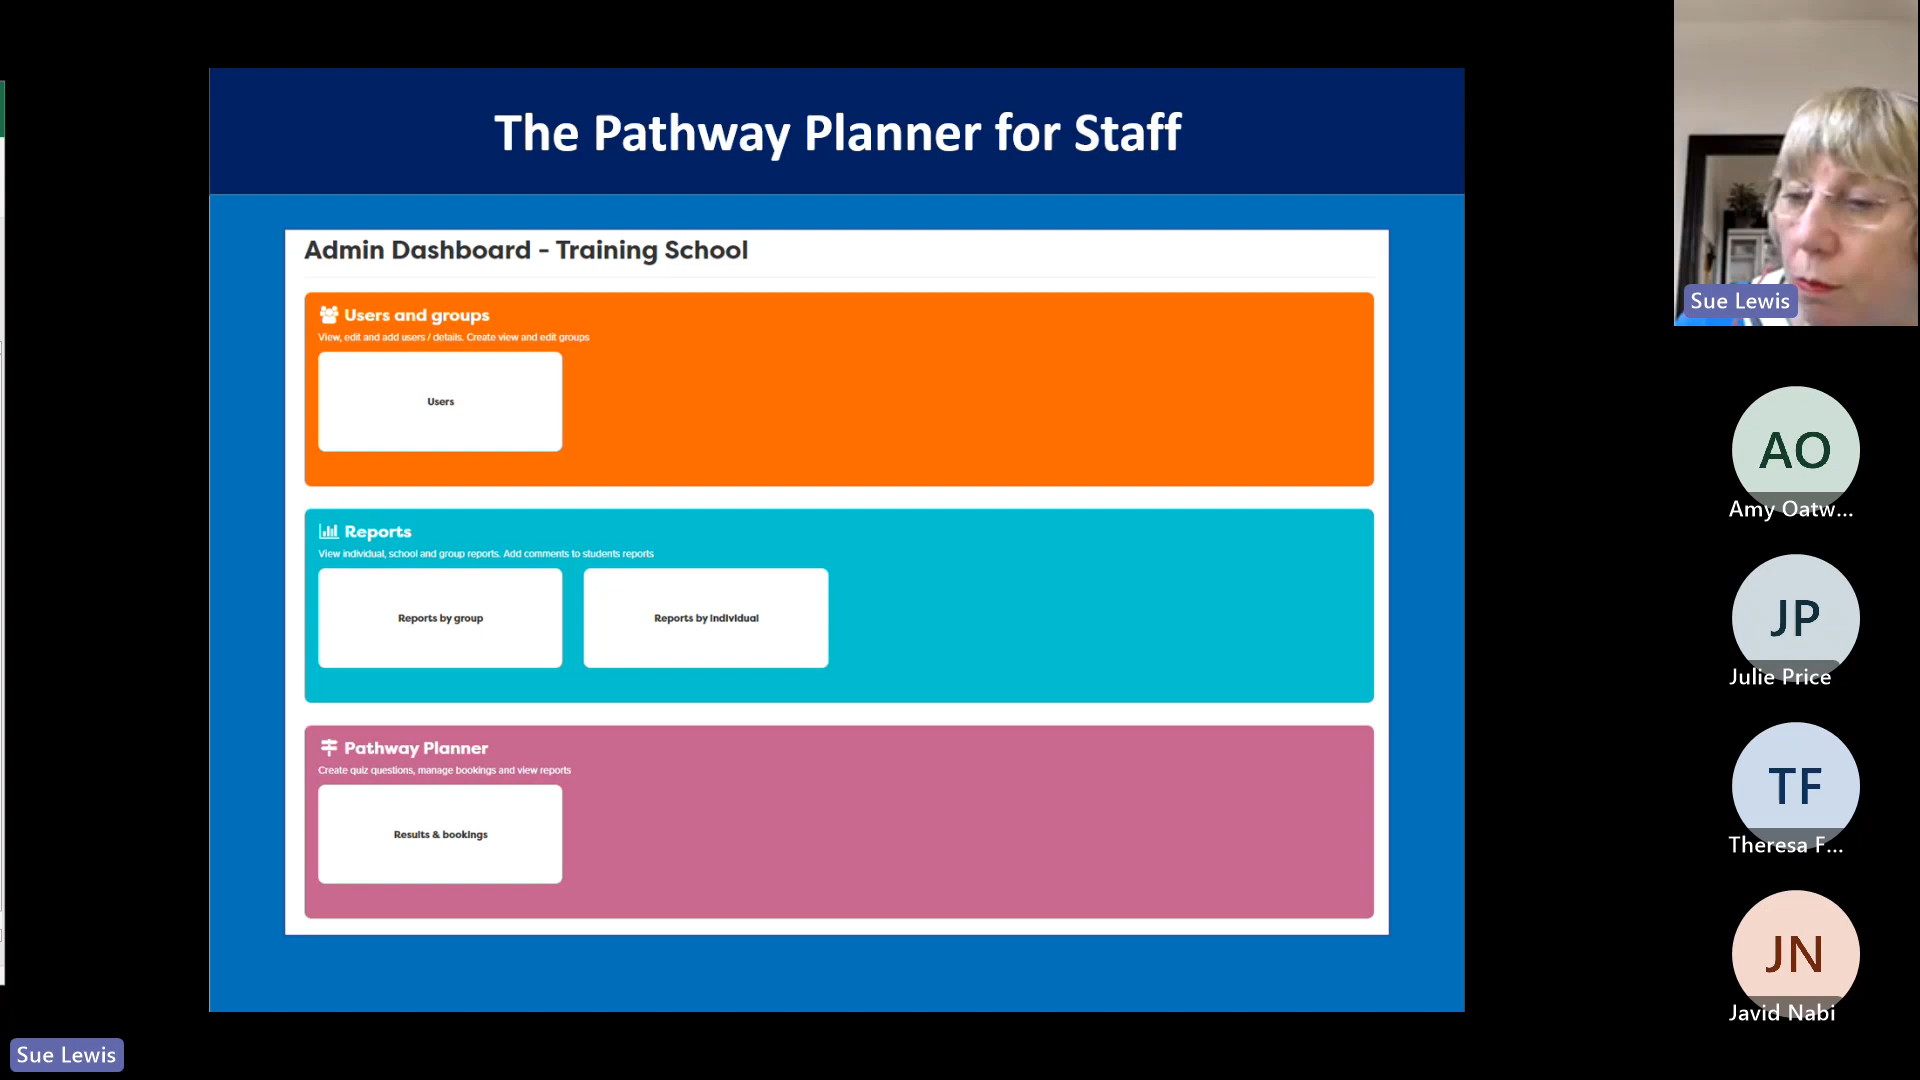 The Pathway Planner for Staff
Admin Dashboard - Training School
Users and groups
View, edit and add users / details. Create view and edit groups
Users
Reports
View individual, school and group reports. Add comments to students reports
Reports by group
Reports by individual
Pathway Planner
Create quiz questions, manage bookings and view reports
Results & bookings
Sue Lewis
AO
Amy Oatw...
JP
Julie Price
TF
Theresa F...
JN
Javid Nabi
Sue Lewis